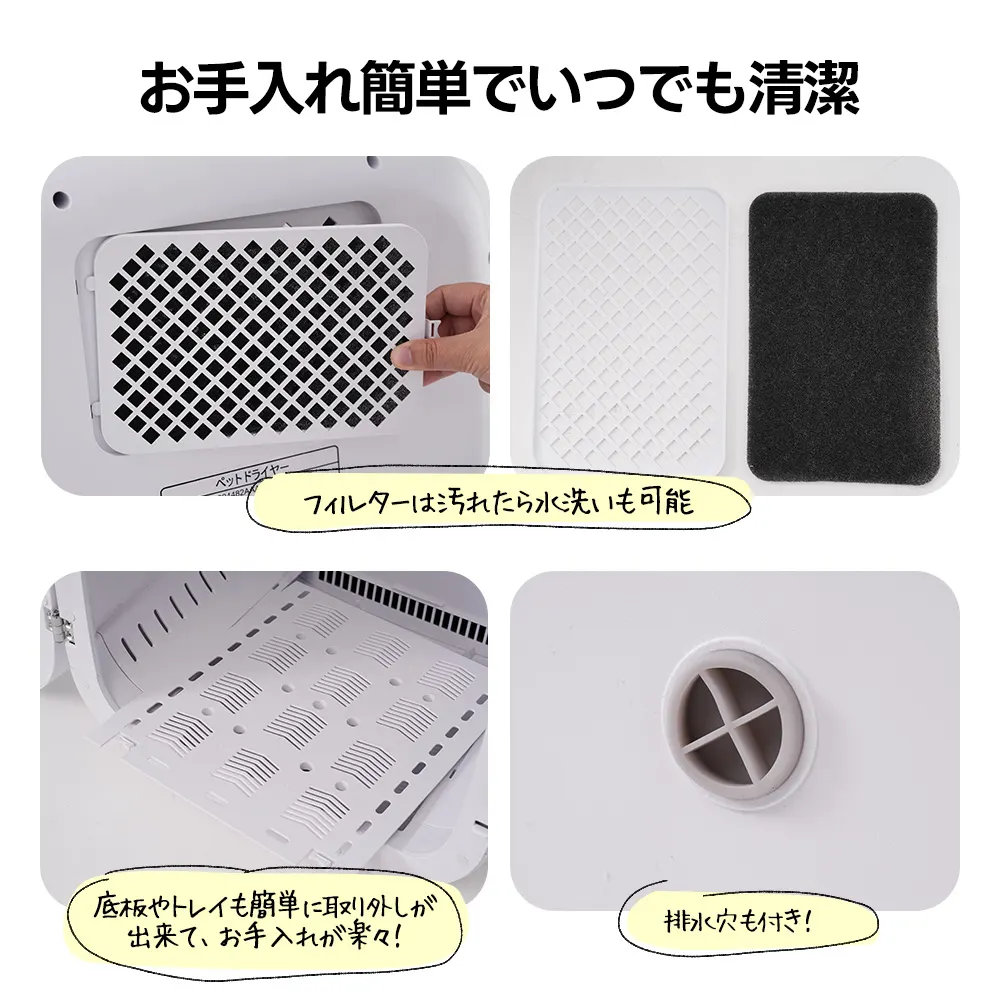 お手入れ簡単でいつでも清潔
ペットドライヤー
フィルターは汚れたら水洗いも可能
底板やトレイも簡単に取り外しが
出来て、お手入れが楽々!
排水穴も付き!